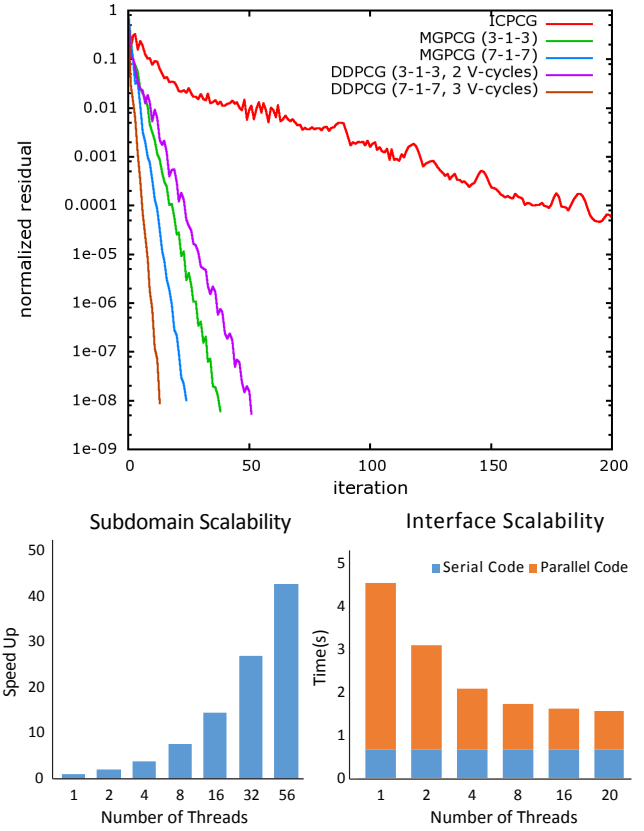 1
0.1
0.01
0.001
0.0001
1e-05
1e-06
1e-07
1e-08
1e-09
normalized residual
ICPCG
MGPCG (3-1-3)
MGPCG (7-1-7)
DDPCG (3-1-3, 2 V-cycles)
DDPCG (7-1-7, 3 V-cycles)
0 50 100 150 200
iteration
Subdomain Scalability
50
40
30
20
10
0
Speed Up
1 2 4 8 16 32 56
Number of Threads
Interface Scalability
Serial Code Parallel Code
5
4
3
2
1
0
Time(s)
1 2 4 8 16 20
Number of Threads